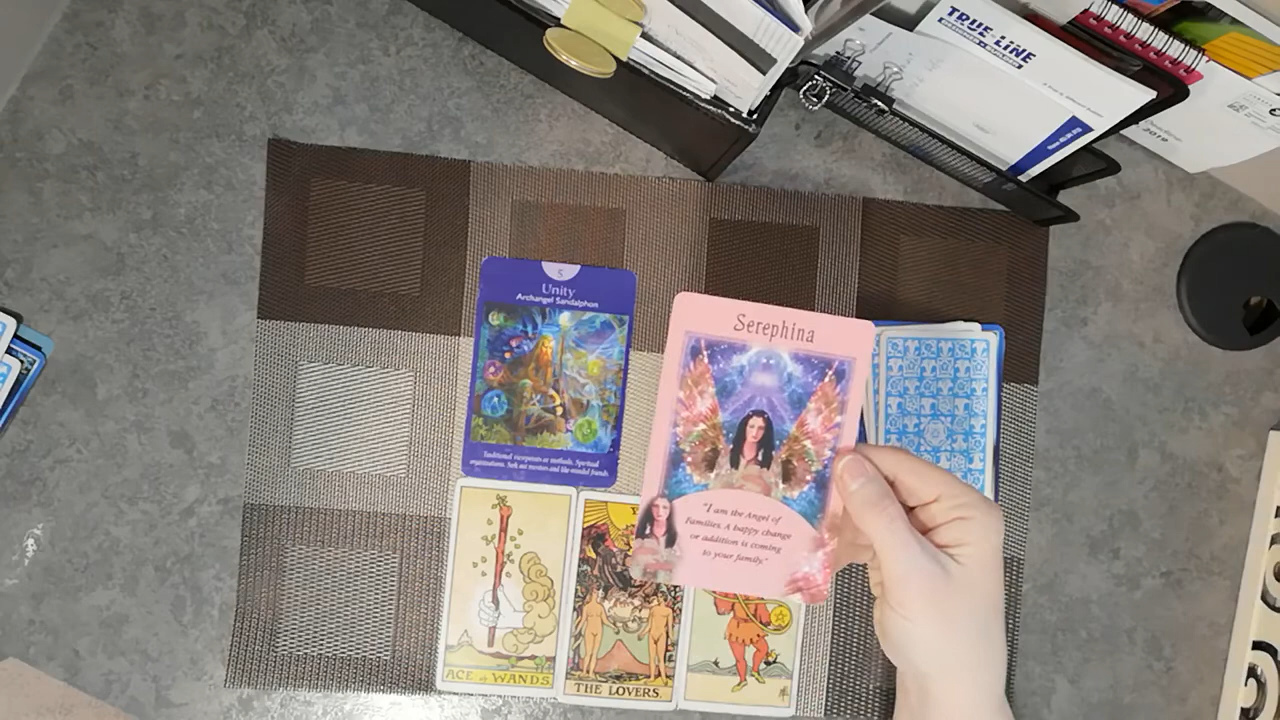 TRUE-LINE
2019
5
Unity
Archangel Sandalphon
Traditional viewpoints or methods. Spiritual
organizations. Seek out mentors and like-minded friends.
Serephina
"I am the Angel of
Families. A happy change
or addition is coming
to your family."
ACE of WANDS.
THE LOVERS.